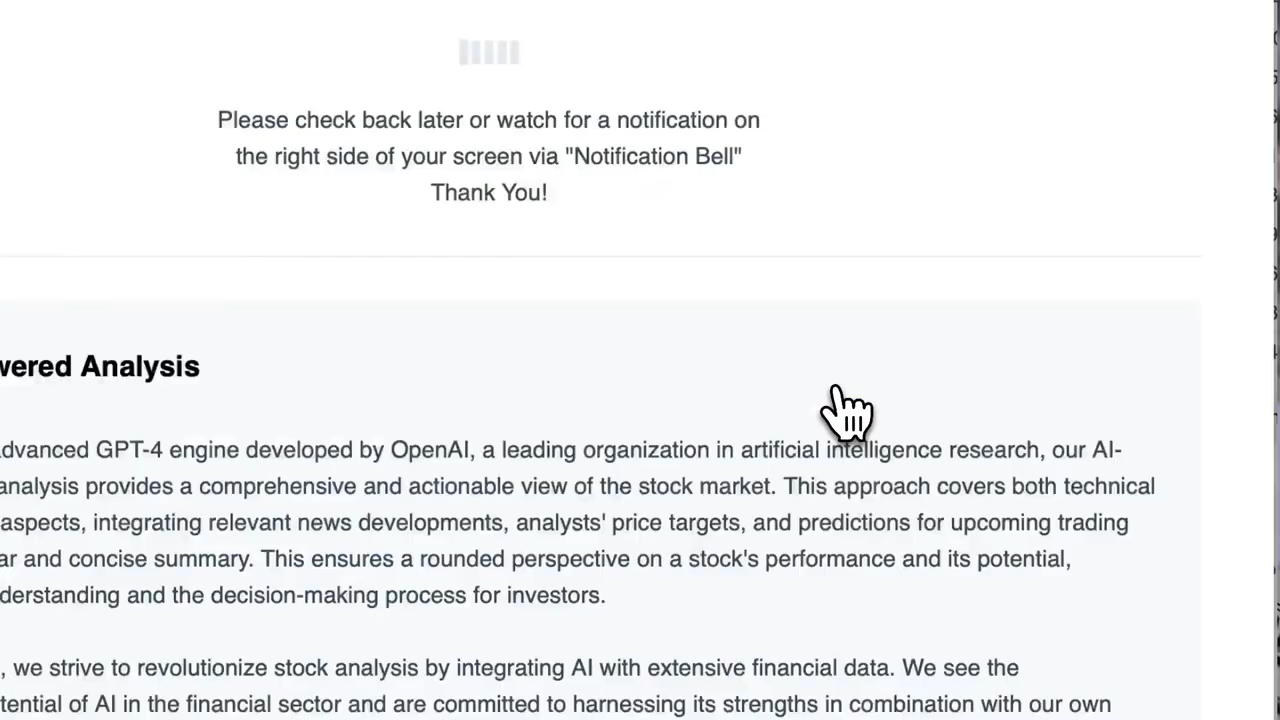 Please check back later or watch for a notification on
the right side of your screen via "Notification Bell"
Thank You!
wered Analysis
dvanced GPT-4 engine developed by OpenAI, a leading organization in artificial intelligence research, our AI-
analysis provides a comprehensive and actionable view of the stock market. This approach covers both technical
aspects, integrating relevant news developments, analysts' price targets, and predictions for upcoming trading
ar and concise summary. This ensures a rounded perspective on a stock's performance and its potential,
derstanding and the decision-making process for investors.
, we strive to revolutionize stock analysis by integrating AI with extensive financial data. We see the
tential of AI in the financial sector and are committed to harnessing its strengths in combination with our own